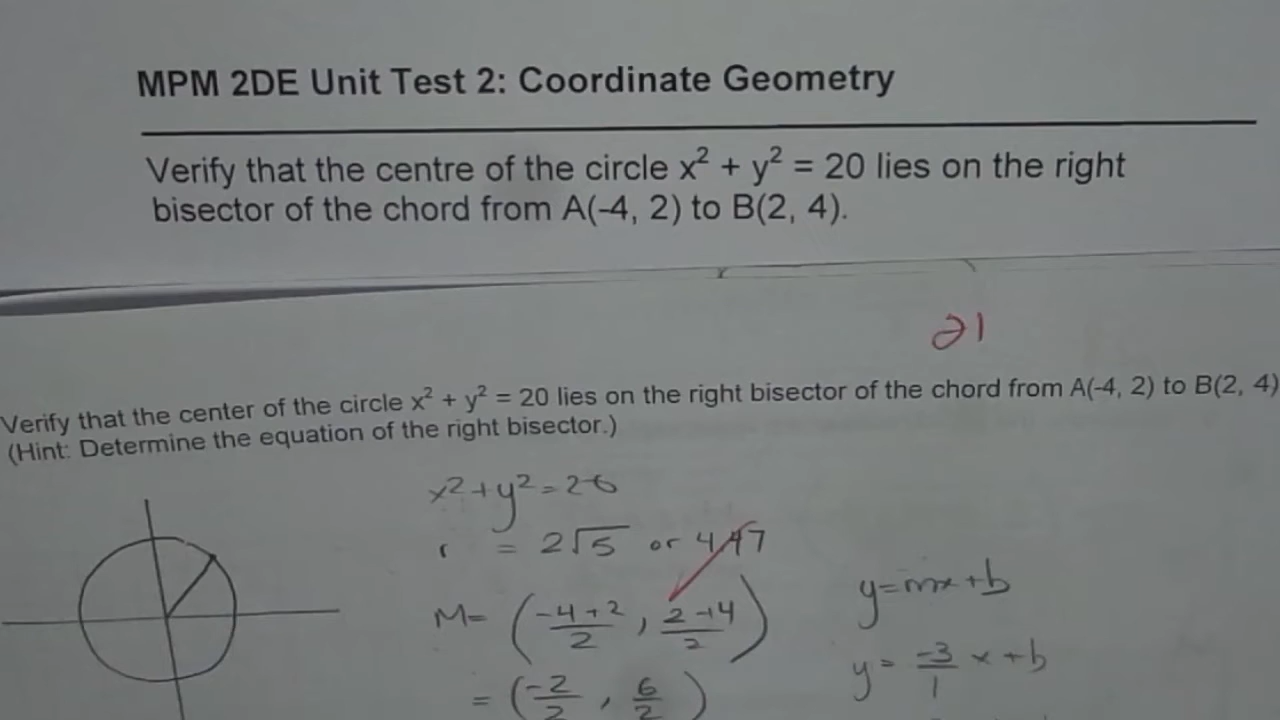 MPM 2DE Unit Test 2: Coordinate Geometry
Verify that the centre of the circle x² + y² = 20 lies on the right
bisector of the chord from A(-4, 2) to B(2, 4).
21
Verify that the center of the circle x² + y² = 20 lies on the right bisector of the chord from A(-4, 2) to B(2, 4)
(Hint: Determine the equation of the right bisector.)
x²+y²=20
r = 2√5 or 4.47
M= (-4+2/2, 2+4/2)
= (-2/2, 6/2)
y=mx+b
y= -3/1 x+b